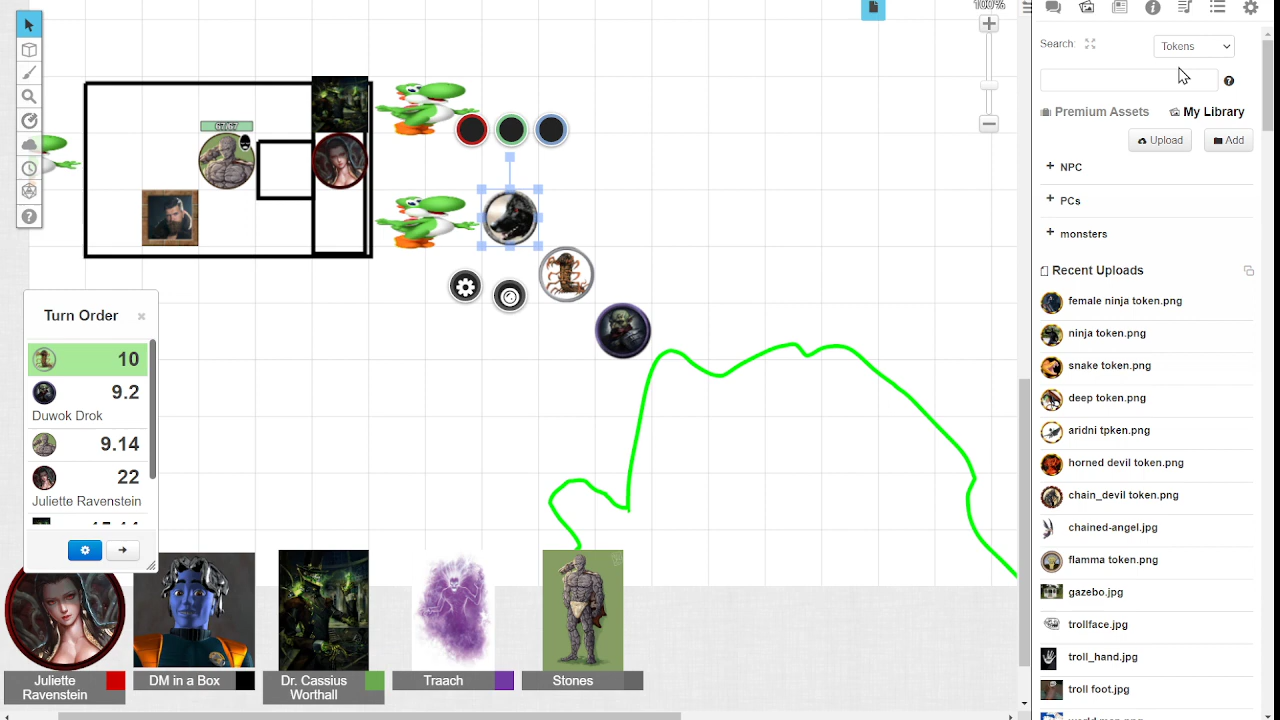 100%
Search:
Tokens
Premium Assets
My Library
Upload
Add
NPC
PCs
monsters
Recent Uploads
female ninja token.png
ninja token.png
snake token.png
deep token.png
aridni tpken.png
horned devil token.png
chain_devil token.png
chained-angel.jpg
flamma token.png
gazebo.jpg
trollface.jpg
troll_hand.jpg
troll foot.jpg
Turn Order
10
9.2
Duwok Drok
9.14
22
Juliette Ravenstein
Juliette
Ravenstein
DM in a Box
Dr. Cassius
Worthall
Traach
Stones